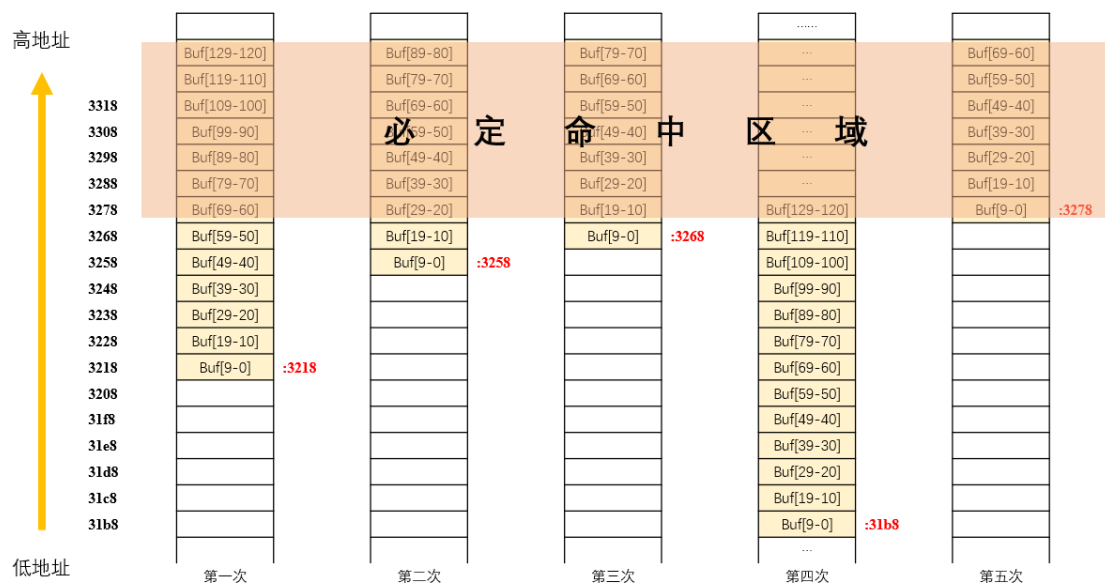 ……
高地址 Buf[129-120] Buf[89-80] Buf[79-70] … Buf[69-60]
Buf[119-110] Buf[79-70] Buf[69-60] … Buf[59-50]
3318 Buf[109-100] Buf[69-60] Buf[59-50] … Buf[49-40]
3308 Buf[99-90] Buf[59-50] Buf[49-40] … Buf[39-30]
必定命中区域
3298 Buf[89-80] Buf[49-40] Buf[39-30] … Buf[29-20]
3288 Buf[79-70] Buf[39-30] Buf[29-20] … Buf[19-10]
3278 Buf[69-60] Buf[29-20] Buf[19-10] Buf[129-120] Buf[9-0] :3278
3268 Buf[59-50] Buf[19-10] Buf[9-0] :3268 Buf[119-110]
3258 Buf[49-40] Buf[9-0] :3258 Buf[109-100]
3248 Buf[39-30] Buf[99-90]
3238 Buf[29-20] Buf[89-80]
3228 Buf[19-10] Buf[79-70]
3218 Buf[9-0] :3218 Buf[69-60]
3208 Buf[59-50]
31f8 Buf[49-40]
31e8 Buf[39-30]
31d8 Buf[29-20]
31c8 Buf[19-10]
31b8 Buf[9-0] :31b8
…
低地址 第一次 第二次 第三次 第四次 第五次